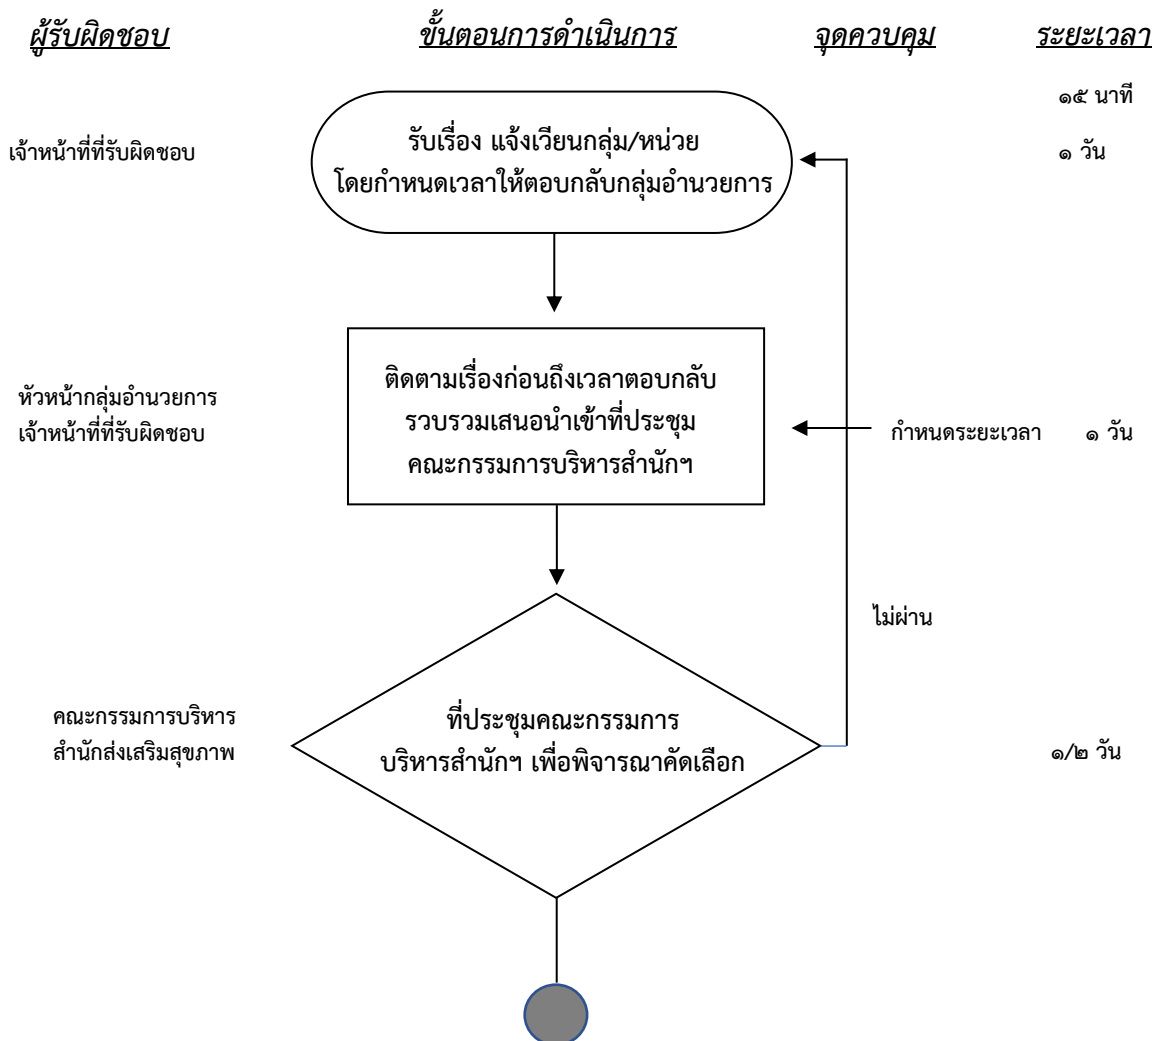 ผู้รับผิดชอบ ขั้นตอนการดำเนินการ จุดควบคุม ระยะเวลา
๑๕ นาที
รับเรื่อง แจ้งเวียนกลุ่ม/หน่วย
เจ้าหน้าที่ที่รับผิดชอบ ๑ วัน
โดยกำหนดเวลาให้ตอบกลับกลุ่มอำนวยการ
ติดตามเรื่องก่อนถึงเวลาตอบกลับ
หัวหน้ากลุ่มอำนวยการ
รวบรวมเสนอนำเข้าที่ประชุม
เจ้าหน้าที่ที่รับผิดชอบ กำหนดระยะเวลา ๑ วัน
คณะกรรมการบริหารสำนักฯ
ไม่ผ่าน
คณะกรรมการบริหาร
ที่ประชุมคณะกรรมการ
สำนักส่งเสริมสุขภาพ
บริหารสำนักฯ เพื่อพิจารณาคัดเลือก
๑/๒ วัน